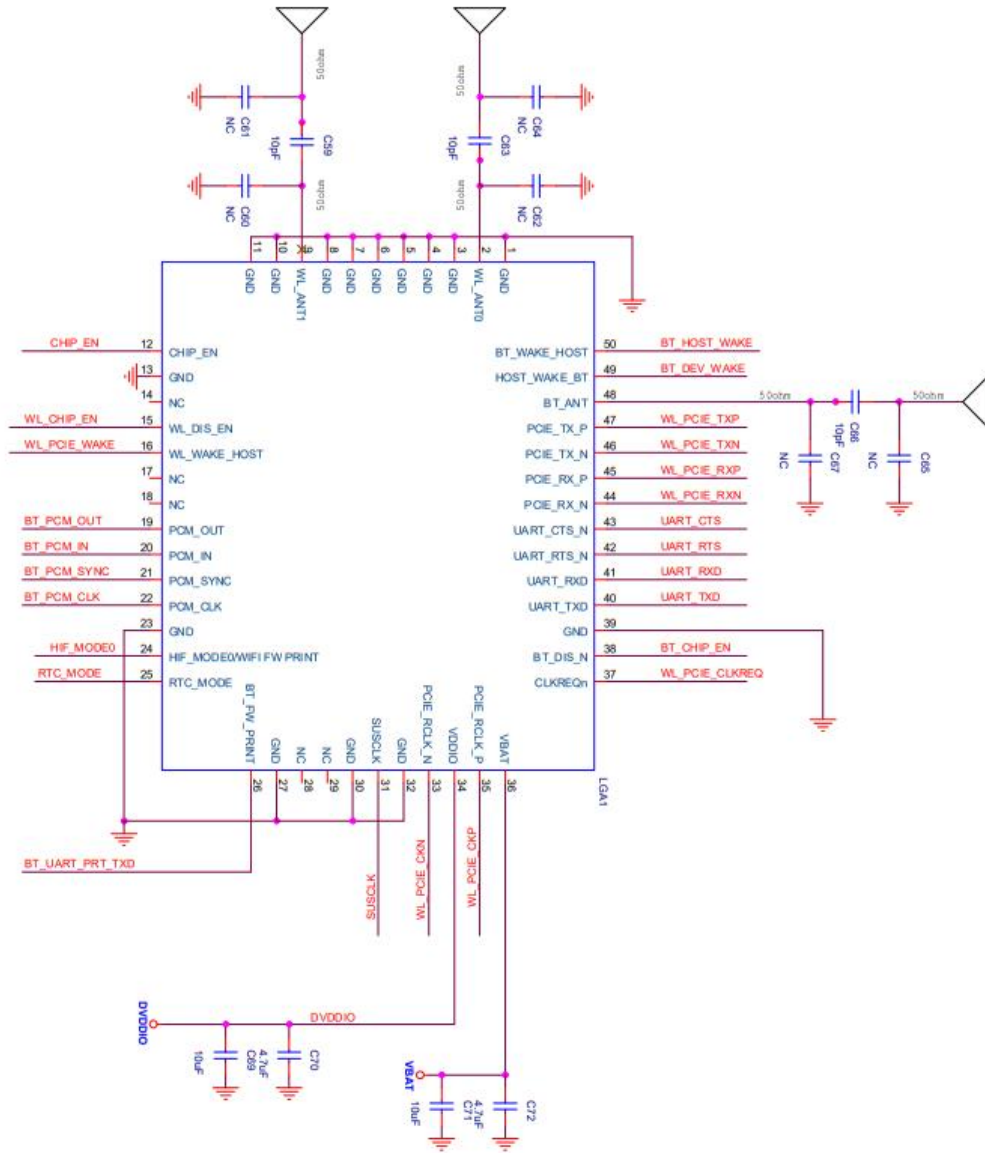 50ohm
50ohm
C61
NC
C59
10pF
C63
10pF
C64
NC
C60
NC
50ohm
50ohm
C62
NC
11
10
9
8
7
6
5
4
3
2
1
GND
GND
WL_ANT1
GND
GND
GND
GND
GND
GND
WL_ANT0
GND
CHIP_EN
12
CHIP_EN
13
GND
14
NC
WL_CHIP_EN
15
WL_DIS_EN
WL_PCIE_WAKE
16
WL_WAKE_HOST
17
NC
18
NC
BT_PCM_OUT
19
PCM_OUT
BT_PCM_IN
20
PCM_IN
BT_PCM_SYNC
21
PCM_SYNC
BT_PCM_CLK
22
PCM_CLK
23
GND
HIF_MODE0
24
HIF_MODE0/WIFI FW PRINT
RTC_MODE
25
RTC_MODE
BT_WAKE_HOST
50
BT_HOST_WAKE
HOST_WAKE_BT
49
BT_DEV_WAKE
BT_ANT
48
50ohm
50ohm
C66
10pF
C67
NC
C65
NC
PCIE_TX_P
47
WL_PCIE_TXP
PCIE_TX_N
46
WL_PCIE_TXN
PCIE_RX_P
45
WL_PCIE_RXP
PCIE_RX_N
44
WL_PCIE_RXN
UART_CTS_N
43
UART_CTS
UART_RTS_N
42
UART_RTS
UART_RXD
41
UART_RXD
UART_TXD
40
UART_TXD
GND
39
BT_DIS_N
38
BT_CHIP_EN
CLKREQn
37
WL_PCIE_CLKREQ
BT_FW_PRINT
GND
NC
NC
GND
SUSCLK
GND
PCIE_RCLK_N
VDDIO
PCIE_RCLK_P
VBAT
26
27
28
29
30
31
32
33
34
35
36
LGA1
BT_UART_PRT_TXD
SUSCLK
WL_PCIE_CKN
WL_PCIE_CKP
DVDDIO
DVDDIO
C69
10uF
C70
4.7uF
VBAT
C71
10uF
C72
4.7uF